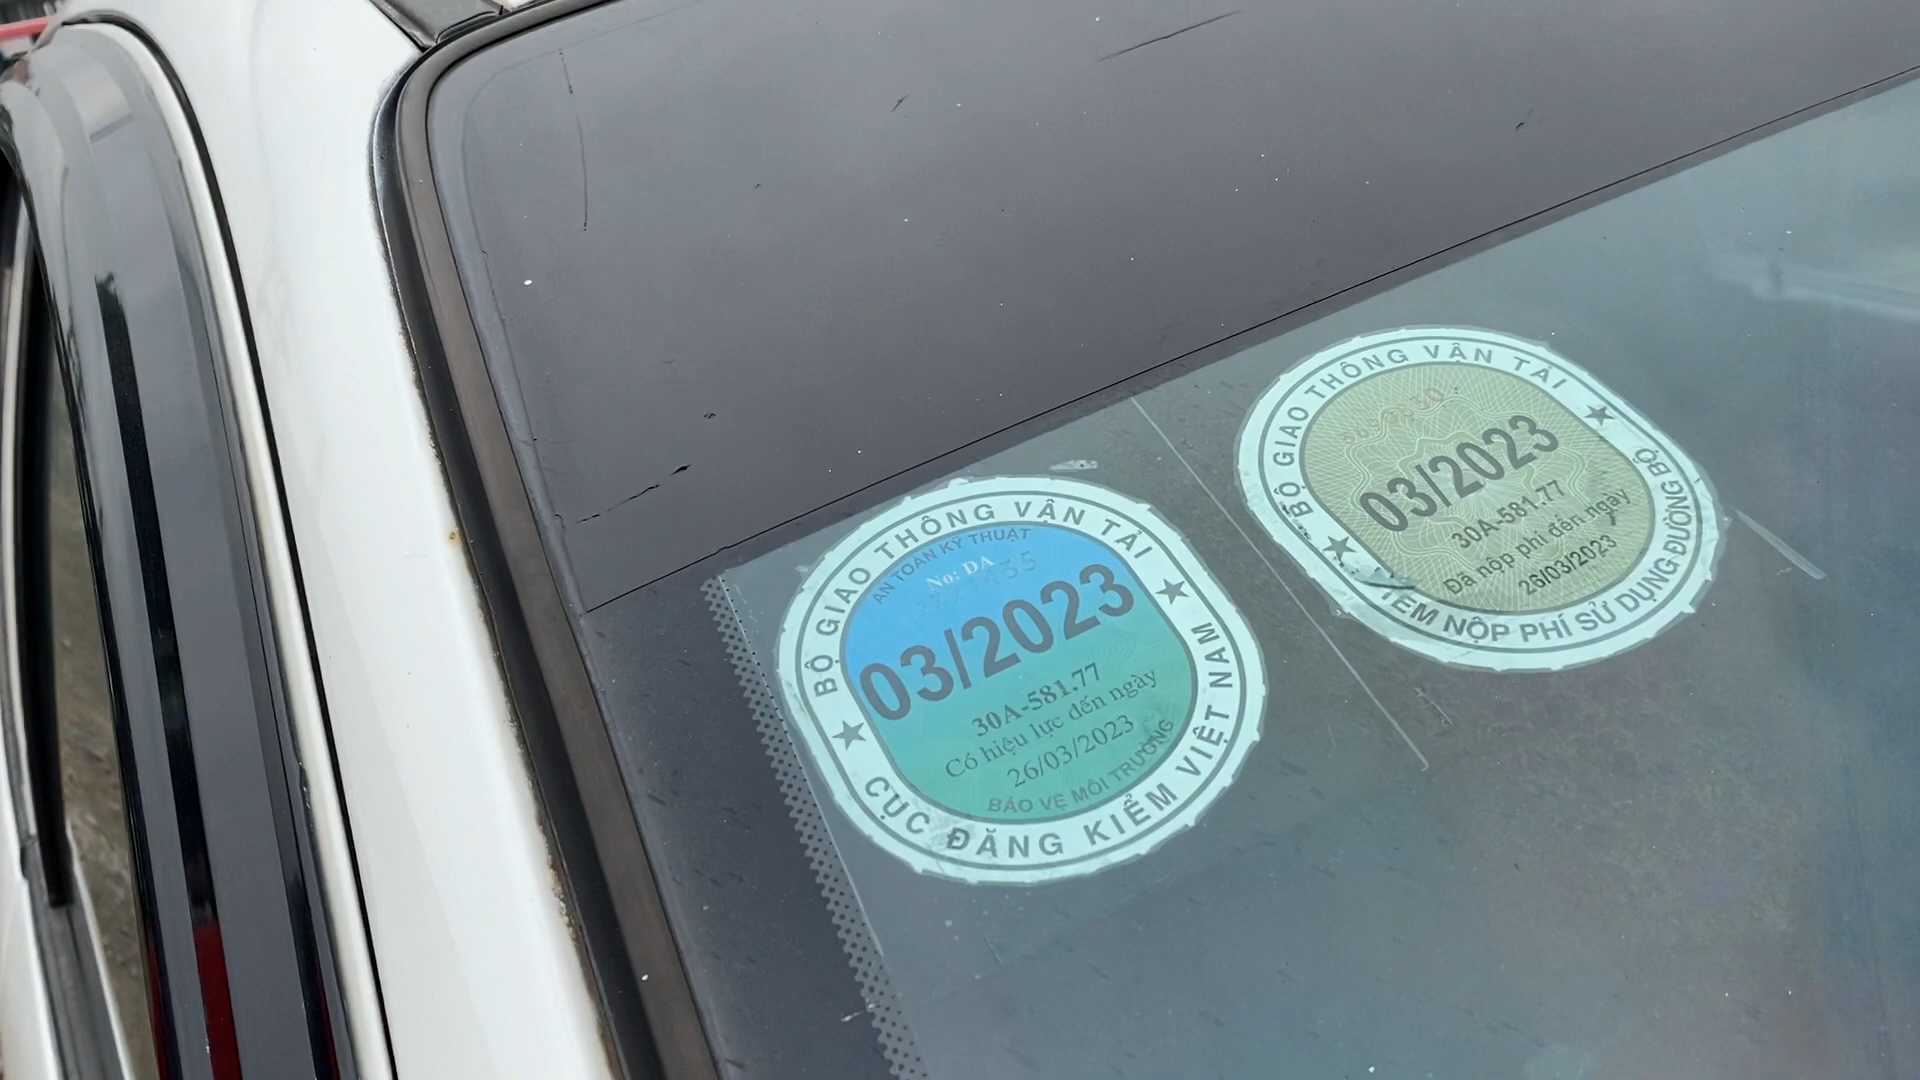 BỘ GIAO THÔNG VẬN TẢI
AN TOÀN KỸ THUẬT
No: DA
03/2023
30A-581.77
Có hiệu lực đến ngày
26/03/2023
BẢO VỆ MÔI TRƯỜNG
CỤC ĐĂNG KIỂM VIỆT NAM
BỘ GIAO THÔNG VẬN TẢI
03/2023
30A-581.77
Đã nộp phí đến ngày
26/03/2023
NỘP PHÍ SỬ DỤNG ĐƯỜNG BỘ